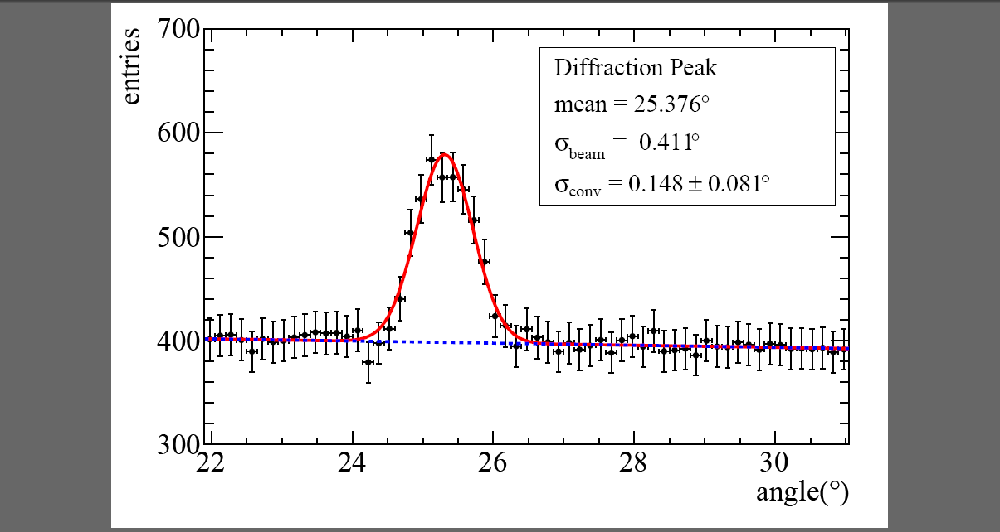 entries
700
600
500
400
300
Diffraction Peak
mean = 25.376°
σbeam = 0.411°
σconv = 0.148 ± 0.081°
22 24 26 28 30
angle(°)